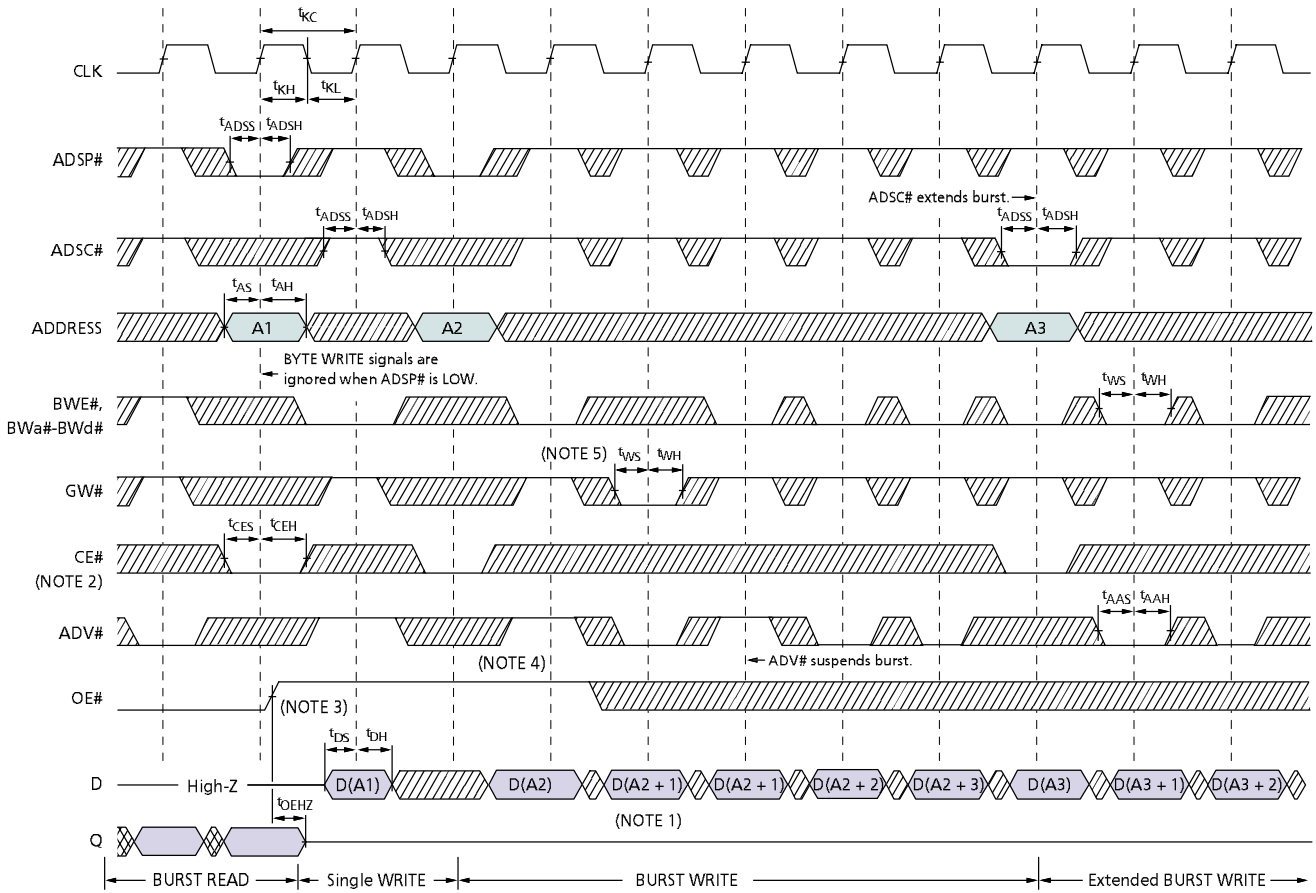 tKC
CLK
tKH tKL
tADSS tADSH
ADSP#
ADSC# extends burst.
tADSS tADSH
tADSS tADSH
ADSC#
tAS tAH
ADDRESS A1 A2 A3
BYTE WRITE signals are
ignored when ADSP# is LOW.
tWS tWH
BWE#,
BWa#-BWd#
(NOTE 5) tWS tWH
GW#
tCES tCEH
CE#
(NOTE 2)
tAAS tAAH
ADV#
(NOTE 4) ADV# suspends burst.
OE#
(NOTE 3)
tDS tDH
D High-Z D(A1) D(A2) D(A2 + 1) D(A2 + 1) D(A2 + 2) D(A2 + 3) D(A3) D(A3 + 1) D(A3 + 2)
tOEHZ
(NOTE 1)
Q
BURST READ Single WRITE BURST WRITE Extended BURST WRITE